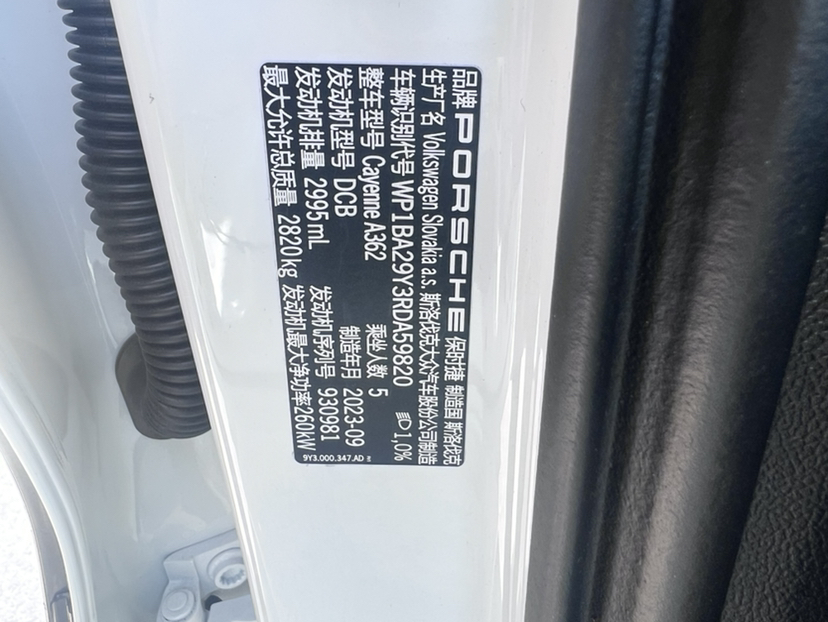 品牌 PORSCHE 保时捷 制造国 斯洛伐克
生产厂名 Volkswagen Slovakia a.s. 斯洛伐克大众汽车股份公司制造
车辆识别代号 WP1BA29Y3RDA59820 1,0%
整车型号 Cayenne A362 乘坐人数 5
发动机型号 DCB 制造年月 2023-09
发动机排量 2995mL 发动机序列号 930981
最大允许总质量 2820kg 发动机最大净功率260kW
9Y3.000.347.AD